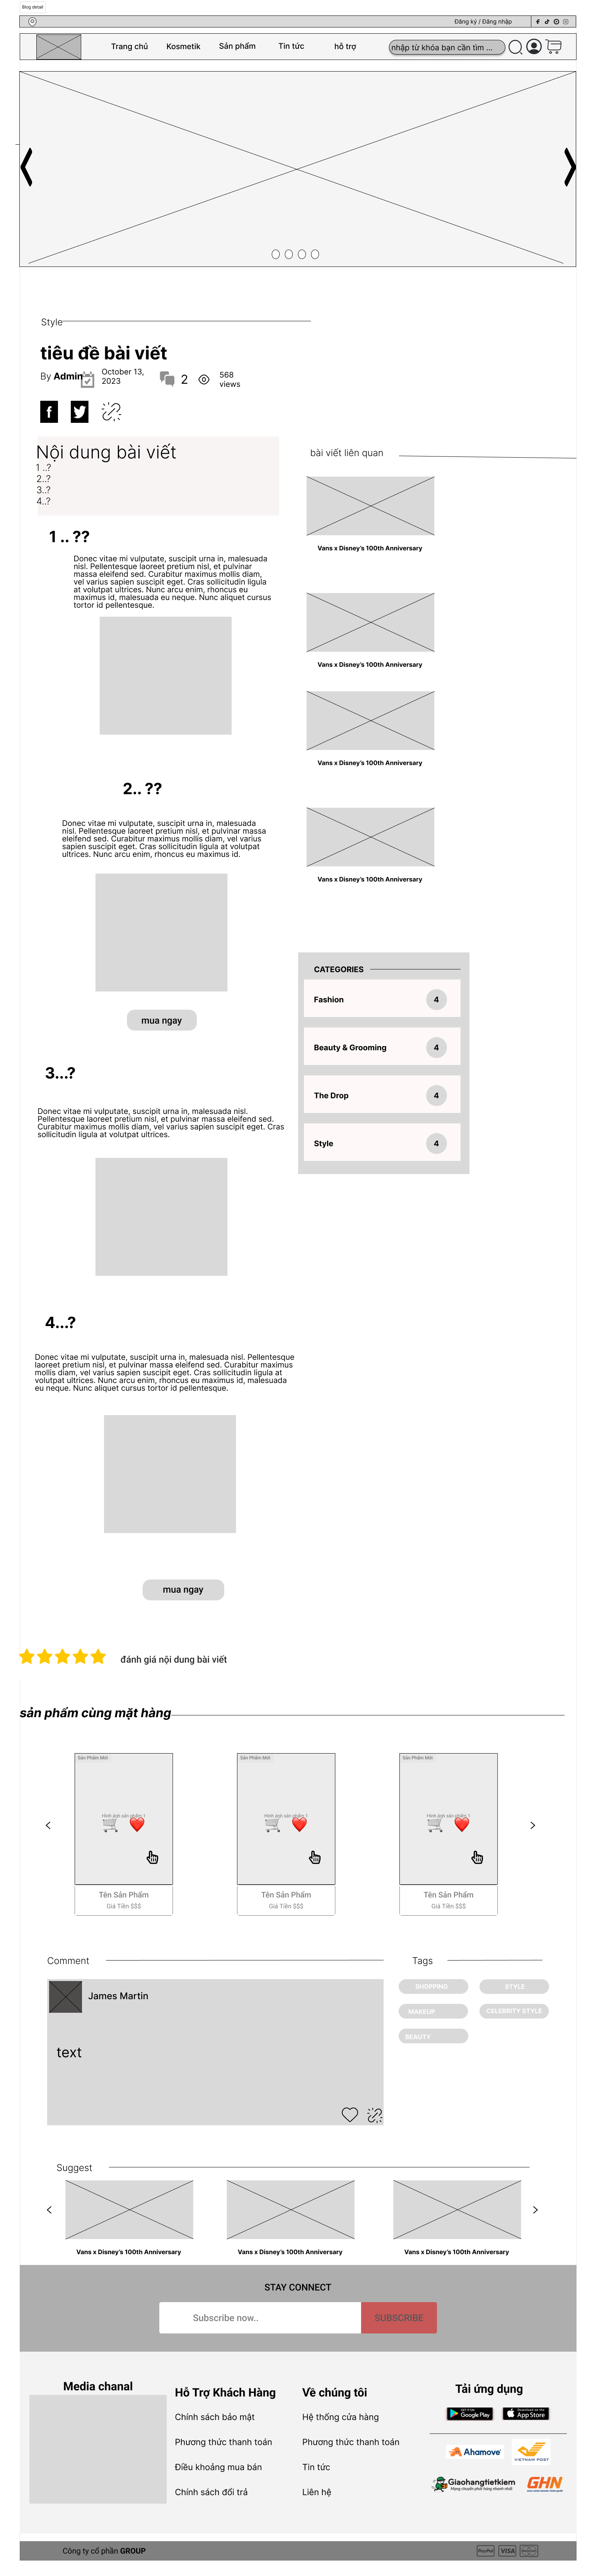 Blog detail
Đăng ký / Đăng nhập
Trang chủ
Kosmetik
Sản phẩm
Tin tức
hỗ trợ
nhập từ khóa bạn cần tìm ...
Style
tiêu đề bài viết
By Admin
October 13,
2023
2
568
views
Nội dung bài viết
1 ..?
2..?
3..?
4..?
bài viết liên quan
Vans x Disney's 100th Anniversary
1 .. ??
Donec vitae mi vulputate, suscipit urna in, malesuada
nisl. Pellentesque laoreet pretium nisl, et pulvinar
massa eleifend sed. Curabitur maximus mollis diam,
vel varius sapien suscipit eget. Cras sollicitudin ligula
at volutpat ultrices. Nunc arcu enim, rhoncus eu
maximus id, malesuada eu neque. Nunc aliquet cursus
tortor id pellentesque.
Vans x Disney's 100th Anniversary
Vans x Disney's 100th Anniversary
2.. ??
Donec vitae mi vulputate, suscipit urna in, malesuada
nisl. Pellentesque laoreet pretium nisl, et pulvinar massa
eleifend sed. Curabitur maximus mollis diam, vel varius
sapien suscipit eget. Cras sollicitudin ligula at volutpat
ultrices. Nunc arcu enim, rhoncus eu maximus id.
Vans x Disney's 100th Anniversary
mua ngay
CATEGORIES
Fashion
4
Beauty & Grooming
4
The Drop
4
Style
4
3...?
Donec vitae mi vulputate, suscipit urna in, malesuada nisl.
Pellentesque laoreet pretium nisl, et pulvinar massa eleifend sed.
Curabitur maximus mollis diam, vel varius sapien suscipit eget. Cras
sollicitudin ligula at volutpat ultrices.
4...?
Donec vitae mi vulputate, suscipit urna in, malesuada nisl. Pellentesque
laoreet pretium nisl, et pulvinar massa eleifend sed. Curabitur maximus
mollis diam, vel varius sapien suscipit eget. Cras sollicitudin ligula at
volutpat ultrices. Nunc arcu enim, rhoncus eu maximus id, malesuada
eu neque. Nunc aliquet cursus tortor id pellentesque.
mua ngay
đánh giá nội dung bài viết
sản phẩm cùng mặt hàng
Sản Phẩm Mới
Hình ảnh sản phẩm 1
Tên Sản Phẩm
Giá Tiền $$$
Sản Phẩm Mới
Hình ảnh sản phẩm 1
Tên Sản Phẩm
Giá Tiền $$$
Sản Phẩm Mới
Hình ảnh sản phẩm 1
Tên Sản Phẩm
Giá Tiền $$$
Comment
James Martin
text
Tags
SHOPPING
STYLE
MAKEUP
CELEBRITY STYLE
BEAUTY
Suggest
Vans x Disney's 100th Anniversary
Vans x Disney's 100th Anniversary
Vans x Disney's 100th Anniversary
STAY CONNECT
Subscribe now..
SUBSCRIBE
Media chanal
Hỗ Trợ Khách Hàng
Chính sách bảo mật
Phương thức thanh toán
Điều khoảng mua bán
Chính sách đổi trả
Về chúng tôi
Hệ thống cửa hàng
Phương thức thanh toán
Tin tức
Liên hệ
Tải ứng dụng
Google Play
App Store
Ahamove
VIETNAM POST
Giaohangtietkiem
GHN
Công ty cổ phần GROUP
PayPal
VISA